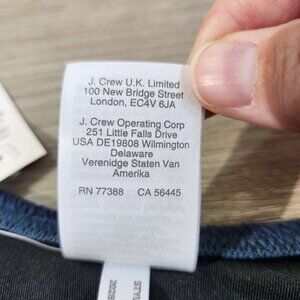 J. Crew U.K. Limited
100 New Bridge Street
London, EC4V 6JA
J. Crew Operating Corp
251 Little Falls Drive
USA DE19808 Wilmington
Delaware
Verenidge Staten Van
Amerika
RN 77388 CA 56445